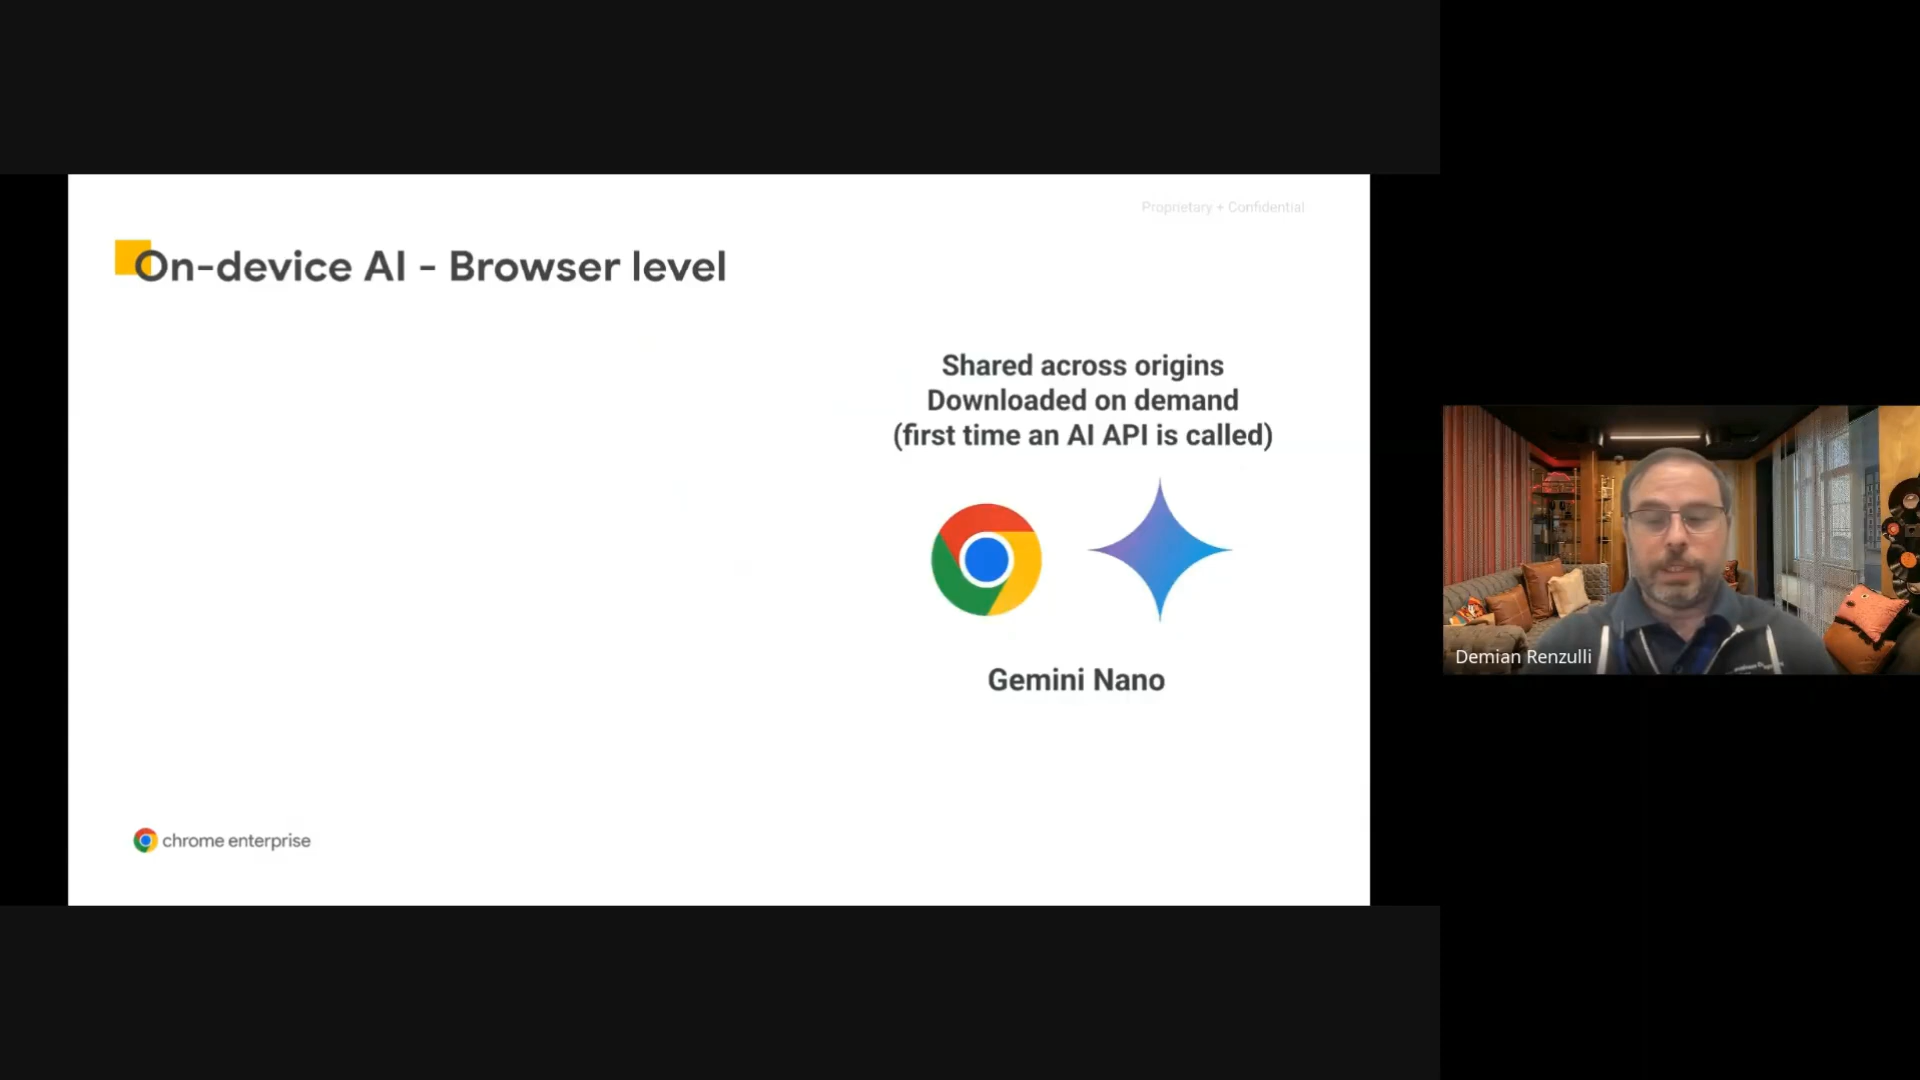 Proprietary + Confidential
On-device AI - Browser level
Shared across origins
Downloaded on demand
(first time an AI API is called)
Gemini Nano
chrome enterprise
Demian Renzulli